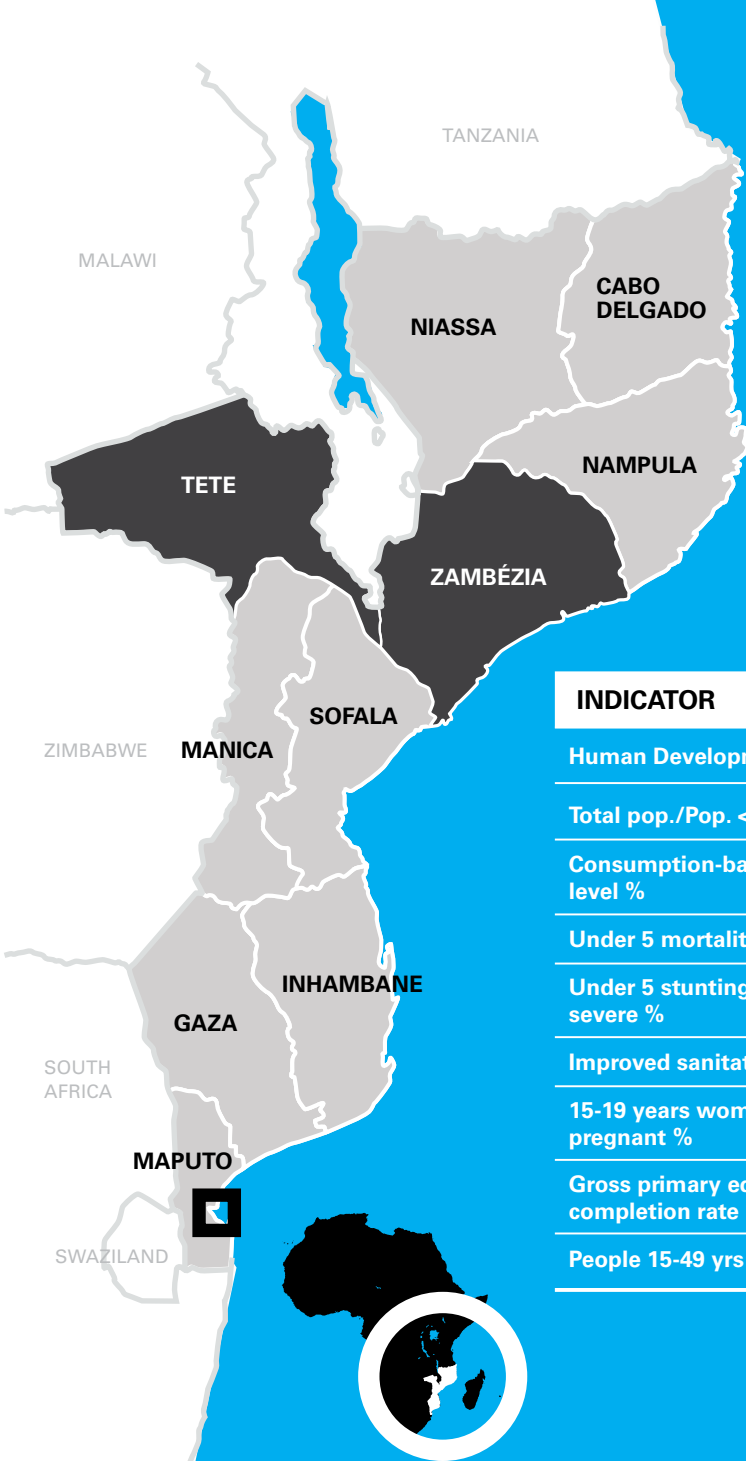 TANZANIA
MALAWI
CABO
DELGADO
NIASSA
NAMPULA
TETE
ZAMBÉZIA
INDICATOR
SOFALA
ZIMBABWE
MANICA
Human Develop
Total pop./Pop. <
Consumption-ba
level %
Under 5 mortalit
INHAMBANE
Under 5 stunting
severe %
GAZA
Improved sanitat
SOUTH
AFRICA
15-19 years wom
pregnant %
MAPUTO
Gross primary ec
completion rate
SWAZILAND
People 15-49 yrs